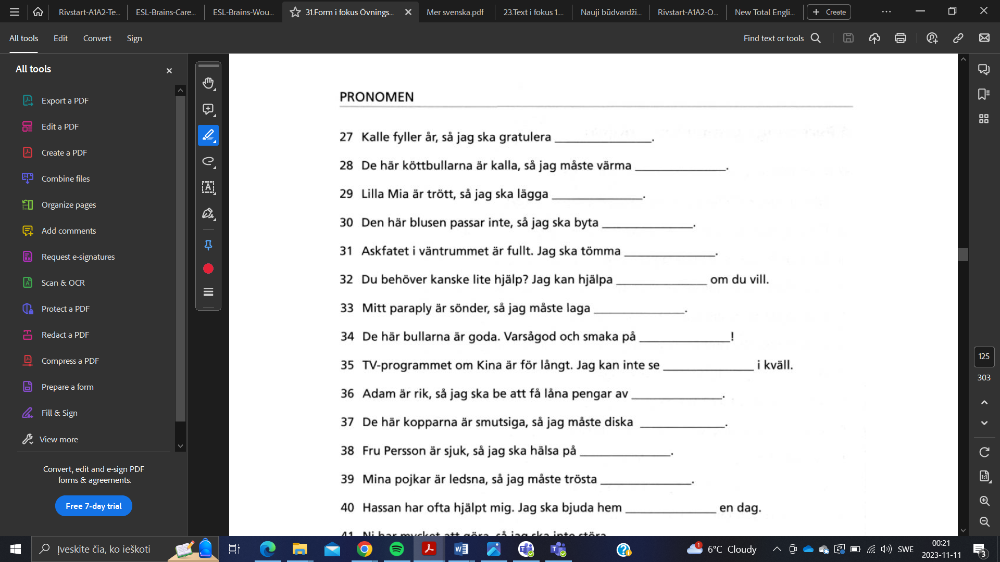 Rivstart-A1A2-Te...
ESL-Brains-Care...
ESL-Brains-Wou...
31.Form i fokus Övnings...
Mer svenska.pdf
23.Text i fokus 1....
Nauji būdvardži...
Rivstart-A1A2-O...
New Total Engli...
Create
All tools
Edit
Convert
Sign
Find text or tools
All tools
Export a PDF
Edit a PDF
Create a PDF
Combine files
Organize pages
Add comments
Request e-signatures
Scan & OCR
Protect a PDF
Redact a PDF
Compress a PDF
Prepare a form
Fill & Sign
View more
Convert, edit and e-sign PDF
forms & agreements.
Free 7-day trial
PRONOMEN
27 Kalle fyller år, så jag ska gratulera ______________.
28 De här köttbullarna är kalla, så jag måste värma ______________.
29 Lilla Mia är trött, så jag ska lägga ______________.
30 Den här blusen passar inte, så jag ska byta ______________.
31 Askfatet i väntrummet är fullt. Jag ska tömma ______________.
32 Du behöver kanske lite hjälp? Jag kan hjälpa ______________ om du vill.
33 Mitt paraply är sönder, så jag måste laga ______________.
34 De här bullarna är goda. Varsågod och smaka på ______________!
35 TV-programmet om Kina är för långt. Jag kan inte se ______________ i kväll.
36 Adam är rik, så jag ska be att få låna pengar av ______________.
37 De här kopparna är smutsiga, så jag måste diska ______________.
38 Fru Persson är sjuk, så jag ska hälsa på ______________.
39 Mina pojkar är ledsna, så jag måste trösta ______________.
40 Hassan har ofta hjälpt mig. Jag ska bjuda hem ______________ en dag.
41 Ni har mycket att göra, så jag ska inte störa
125
303
Įveskite čia, ko ieškoti
1
6°C Cloudy
SWE
00:21
2023-11-11
3